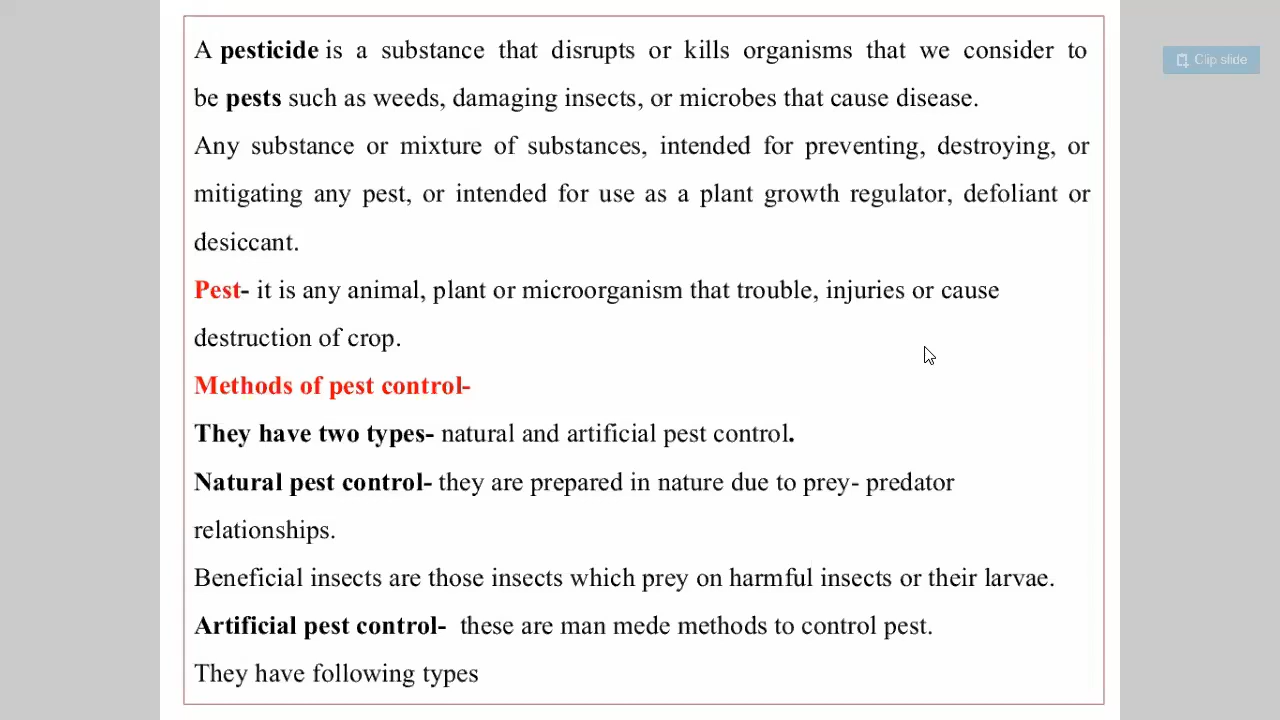 A pesticide is a substance that disrupts or kills organisms that we consider to
be pests such as weeds, damaging insects, or microbes that cause disease.
Any substance or mixture of substances, intended for preventing, destroying, or
mitigating any pest, or intended for use as a plant growth regulator, defoliant or
desiccant.
Pest- it is any animal, plant or microorganism that trouble, injuries or cause
destruction of crop.
Methods of pest control-
They have two types- natural and artificial pest control.
Natural pest control- they are prepared in nature due to prey- predator
relationships.
Beneficial insects are those insects which prey on harmful insects or their larvae.
Artificial pest control- these are man mede methods to control pest.
They have following types
Clip slide